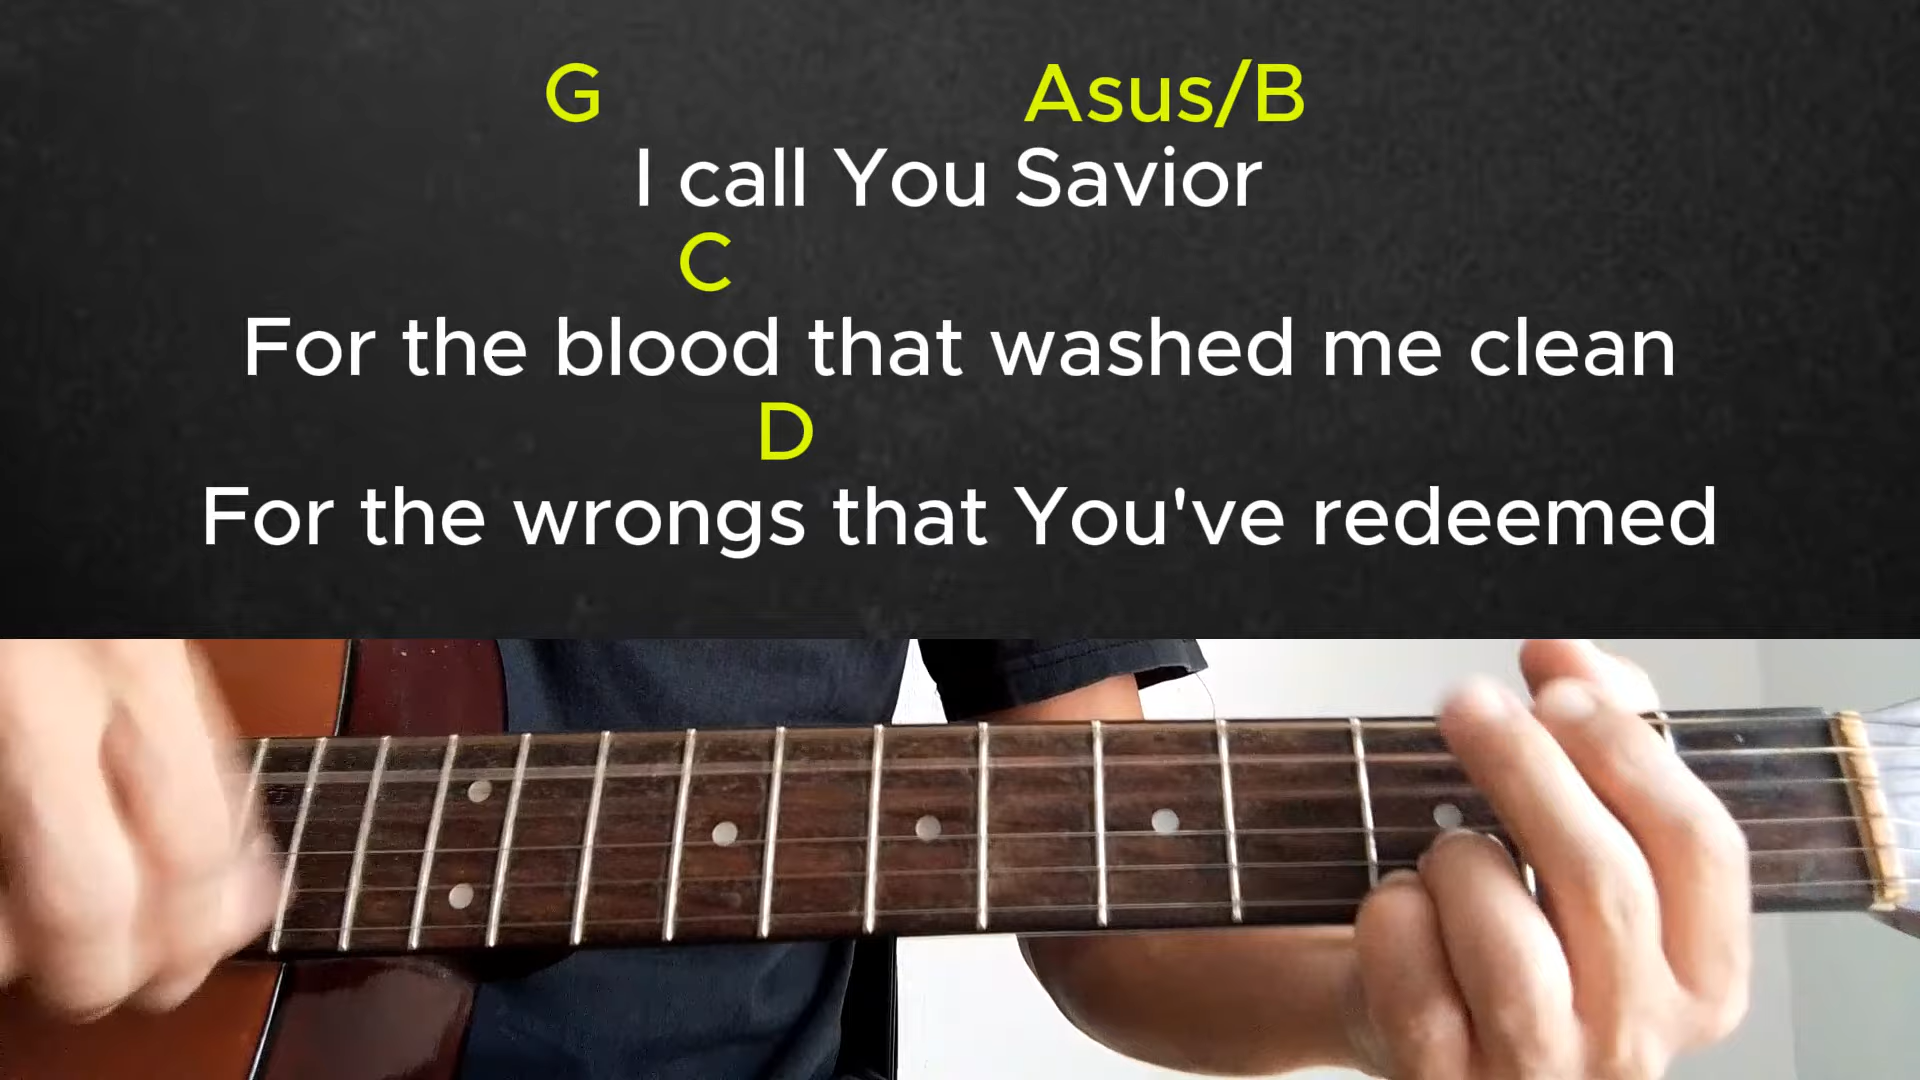 G Asus/B
I call You Savior
C
For the blood that washed me clean
D
For the wrongs that You've redeemed